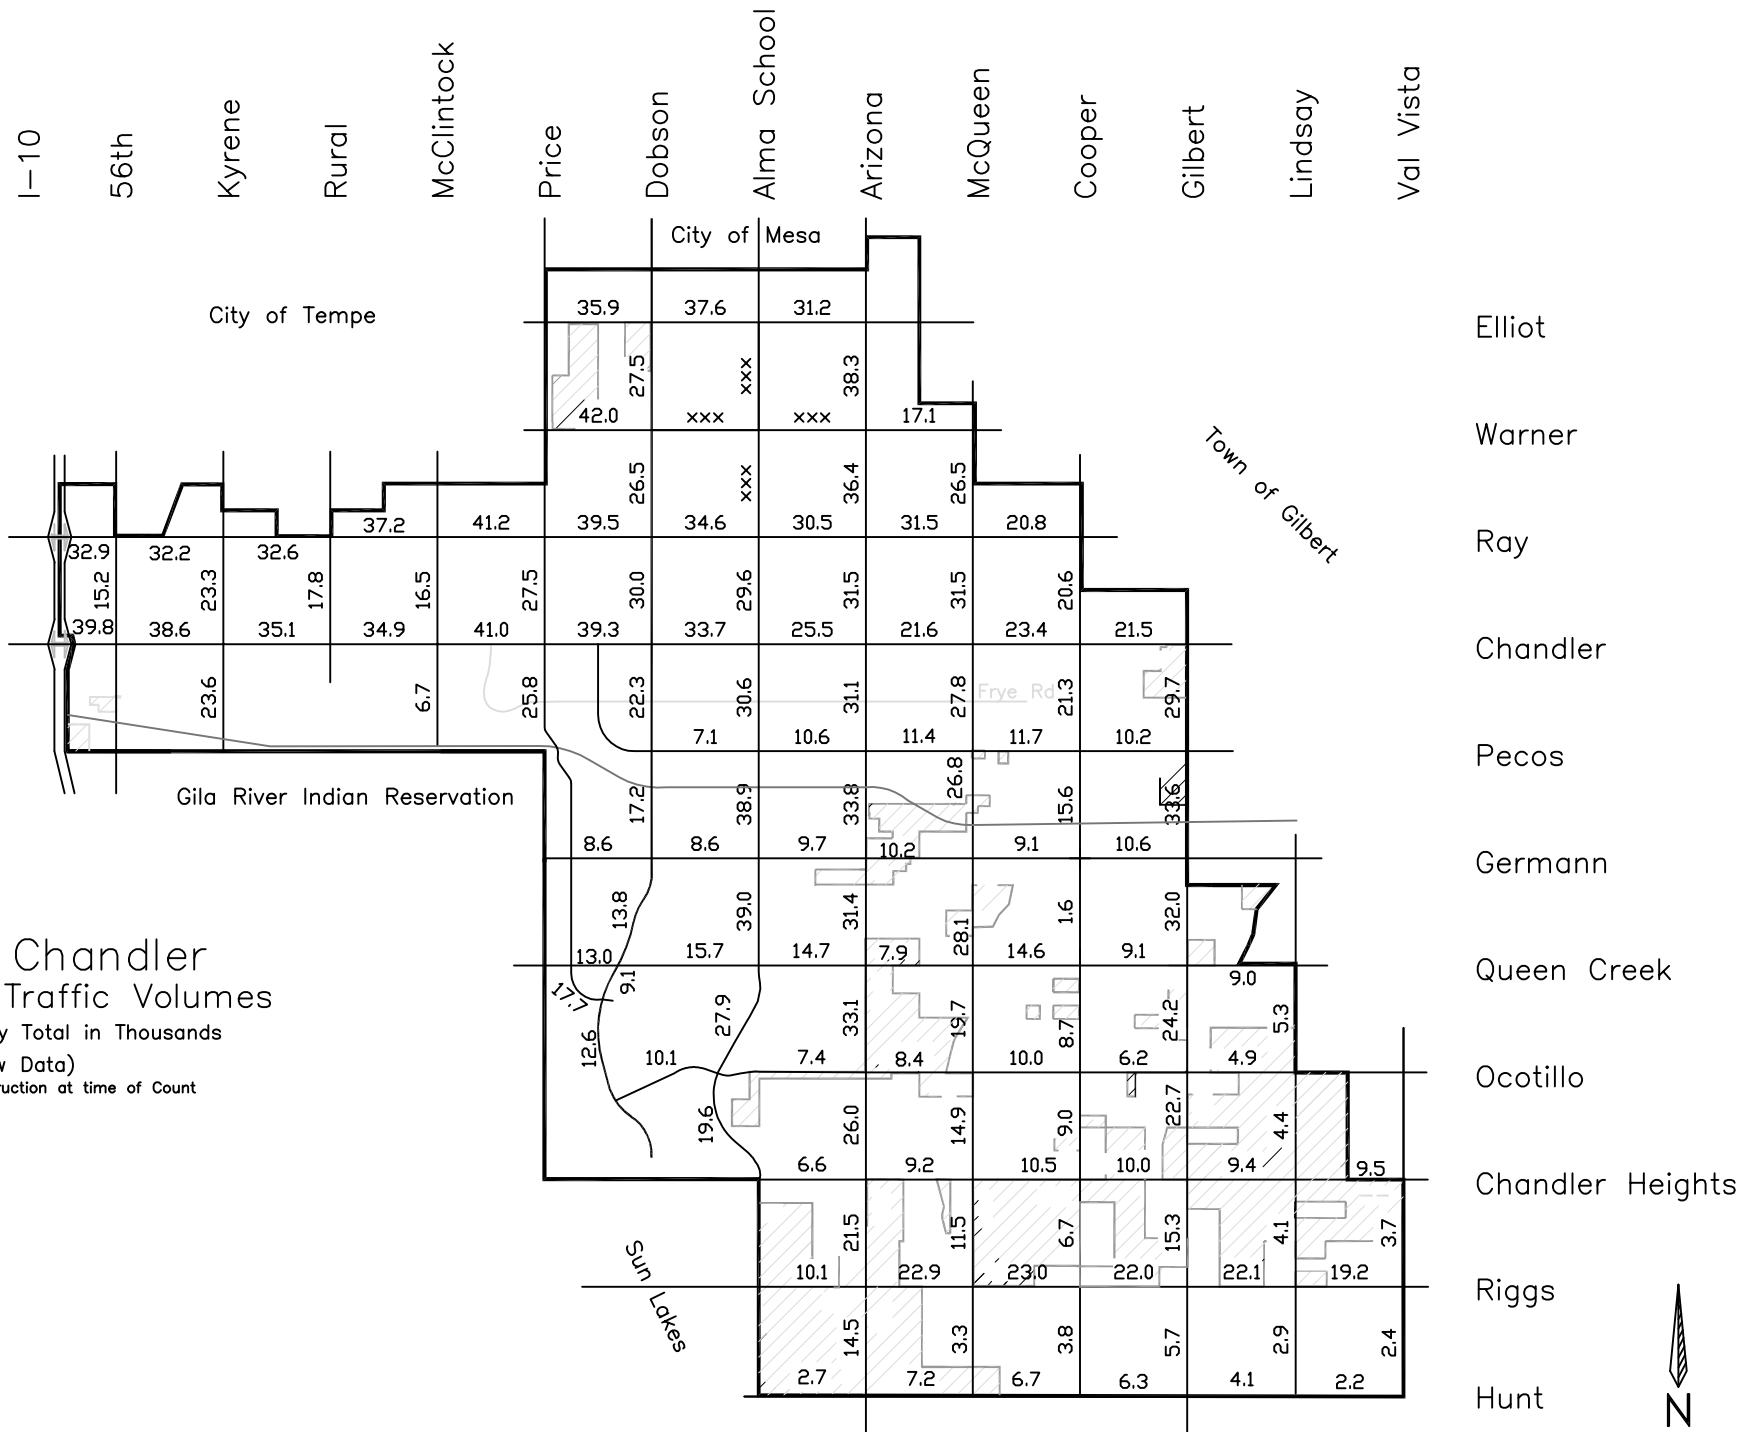 I-10
56th
Kyrene
Rural
McClintock
Price
Dobson
Alma School
Arizona
McQueen
Cooper
Gilbert
Lindsay
Val Vista
City of Mesa
City of Tempe
35.9 37.6 31.2
Elliot
27.5 xxx 38.3
42.0 xxx xxx 17.1
Warner
Town of Gilbert
26.5 xxx 36.4 26.5
37.2 41.2 39.5 34.6 30.5 31.5 20.8
Ray
32.9 32.2 32.6
15.2 23.3 17.8 16.5 27.5 30.0 29.6 31.5 31.5 20.6
39.8 38.6 35.1 34.9 41.0 39.3 33.7 25.5 21.6 23.4 21.5
Chandler
23.6 6.7 25.8 22.3 30.6 31.1 27.8 21.3 29.7
Frye Rd
7.1 10.6 11.4 11.7 10.2
Pecos
Gila River Indian Reservation
17.2 38.9 33.8 26.8 15.6 33.6
8.6 8.6 9.7 10.2 9.1 10.6
Germann
13.8 39.0 31.4 28.1 1.6 32.0
13.0 15.7 14.7 7.9 14.6 9.1
9.0
Queen Creek
17.7 9.1
12.6 27.9 33.1 19.7 8.7 24.2 5.3
10.1 7.4 8.4 10.0 6.2 4.9
Ocotillo
19.6 26.0 14.9 9.0 22.7 4.4
6.6 9.2 10.5 10.0 9.4 9.5
Chandler Heights
21.5 11.5 6.7 15.3 4.1 3.7
10.1 22.9 23.0 22.0 22.1 19.2
Riggs
Sun Lakes
14.5 3.3 3.8 5.7 2.9 2.4
2.7 7.2 6.7 6.3 4.1 2.2
Hunt
N
Chandler
Traffic Volumes
y Total in Thousands
w Data)
ruction at time of Count